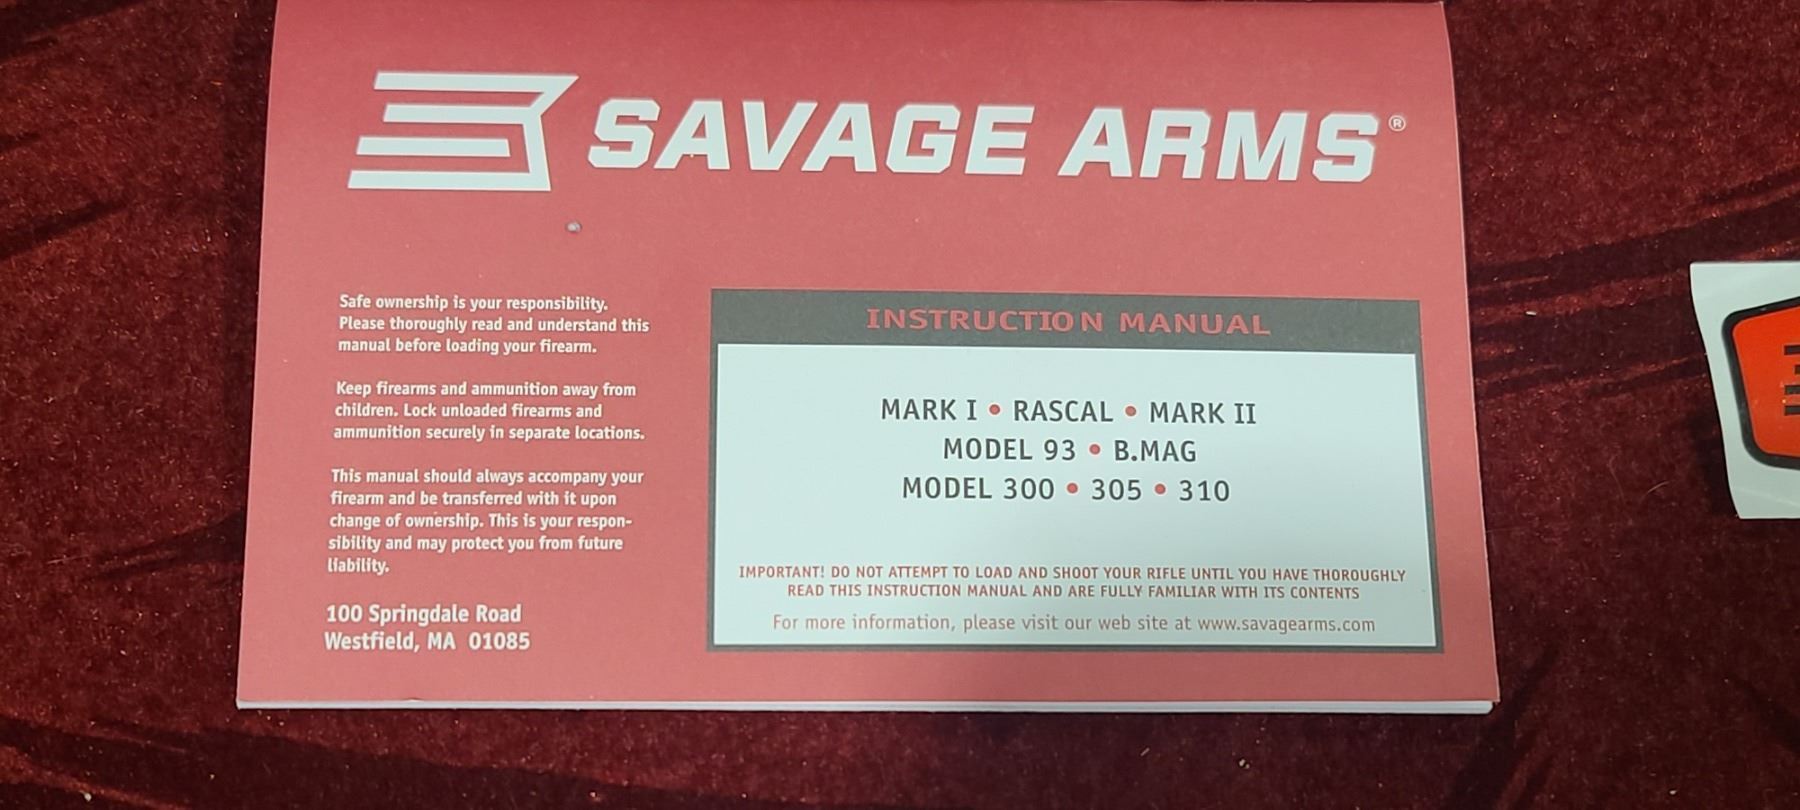 SAVAGE ARMS®
Safe ownership is your responsibility.
Please thoroughly read and understand this
manual before loading your firearm.
Keep firearms and ammunition away from
children. Lock unloaded firearms and
ammunition securely in separate locations.
This manual should always accompany your
firearm and be transferred with it upon
change of ownership. This is your respon-
sibility and may protect you from future
liability.
100 Springdale Road
Westfield, MA 01085
INSTRUCTION MANUAL
MARK I • RASCAL • MARK II
MODEL 93 • B.MAG
MODEL 300 • 305 • 310
IMPORTANT! DO NOT ATTEMPT TO LOAD AND SHOOT YOUR RIFLE UNTIL YOU HAVE THOROUGHLY
READ THIS INSTRUCTION MANUAL AND ARE FULLY FAMILIAR WITH ITS CONTENTS
For more information, please visit our web site at www.savagearms.com